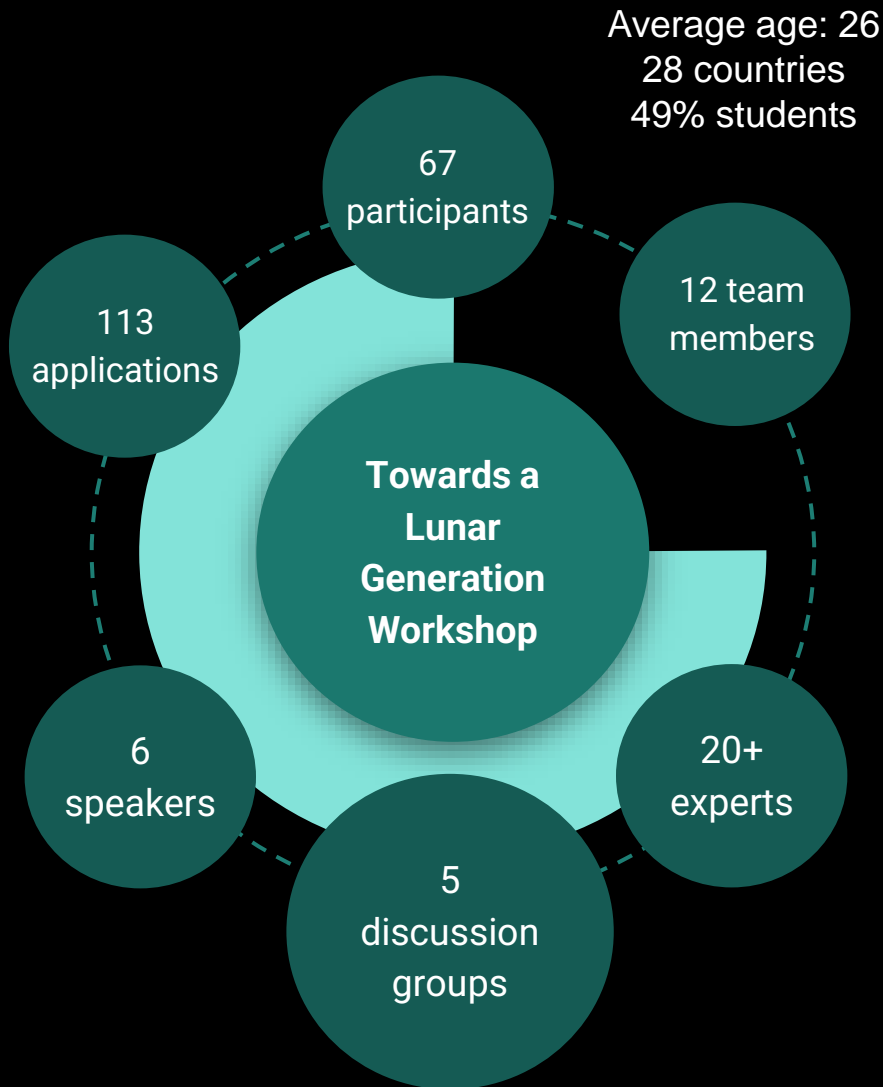 Average age: 26
28 countries
49% students
67
participants
12 team
members
113
applications
Towards a
Lunar
Generation
Workshop
6
speakers
20+
experts
5
discussion
groups